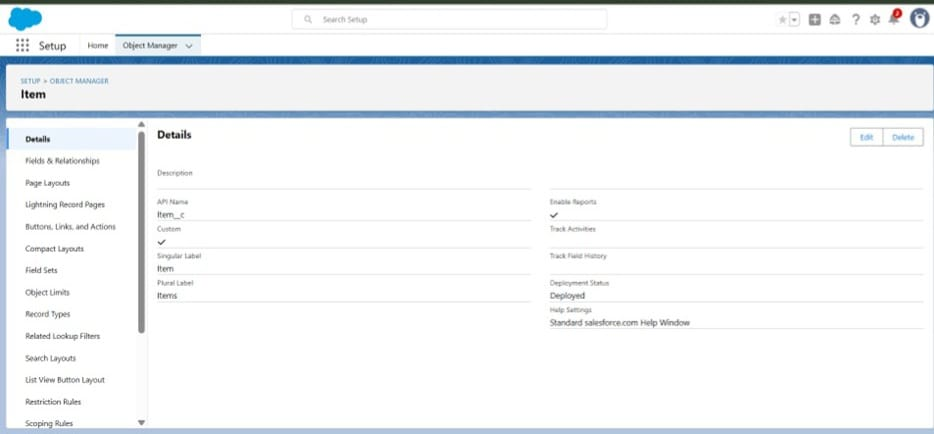 Search Setup
2
Setup
Home
Object Manager
SETUP > OBJECT MANAGER
Item
Details
Fields & Relationships
Page Layouts
Lightning Record Pages
Buttons, Links, and Actions
Compact Layouts
Field Sets
Object Limits
Record Types
Related Lookup Filters
Search Layouts
List View Button Layout
Restriction Rules
Scoping Rules
Details
Edit
Delete
Description
API Name
Item__c
Custom
Singular Label
Item
Plural Label
Items
Enable Reports
Track Activities
Track Field History
Deployment Status
Deployed
Help Settings
Standard salesforce.com Help Window